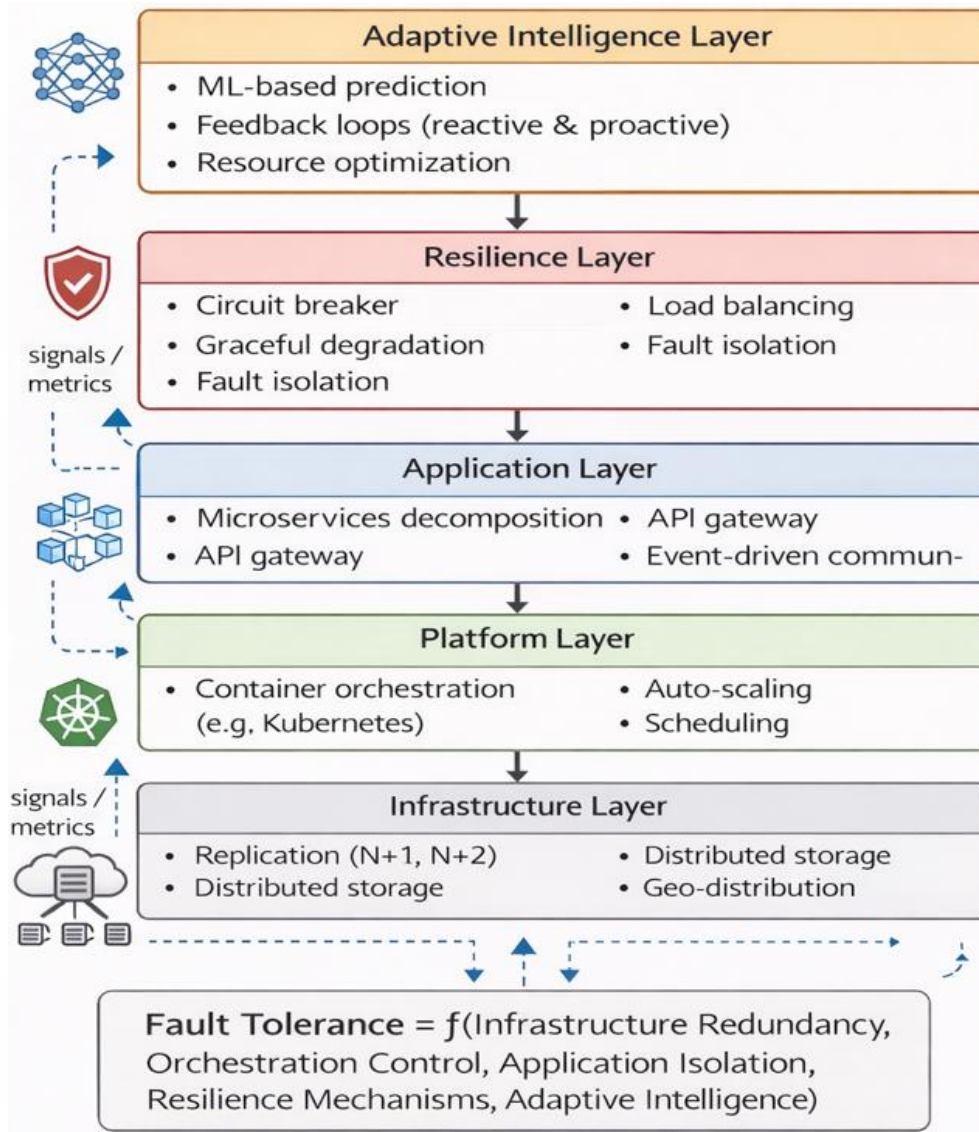 Adaptive Intelligence Layer
• ML-based prediction
• Feedback loops (reactive & proactive)
• Resource optimization
Resilience Layer
• Circuit breaker
• Graceful degradation
• Fault isolation
• Load balancing
• Fault isolation
signals /
metrics
Application Layer
• Microservices decomposition
• API gateway
• API gateway
• Event-driven commun-
Platform Layer
• Container orchestration
(e.g, Kubernetes)
• Auto-scaling
• Scheduling
signals /
metrics
Infrastructure Layer
• Replication (N+1, N+2)
• Distributed storage
• Distributed storage
• Geo-distribution
Fault Tolerance = ƒ(Infrastructure Redundancy,
Orchestration Control, Application Isolation,
Resilience Mechanisms, Adaptive Intelligence)